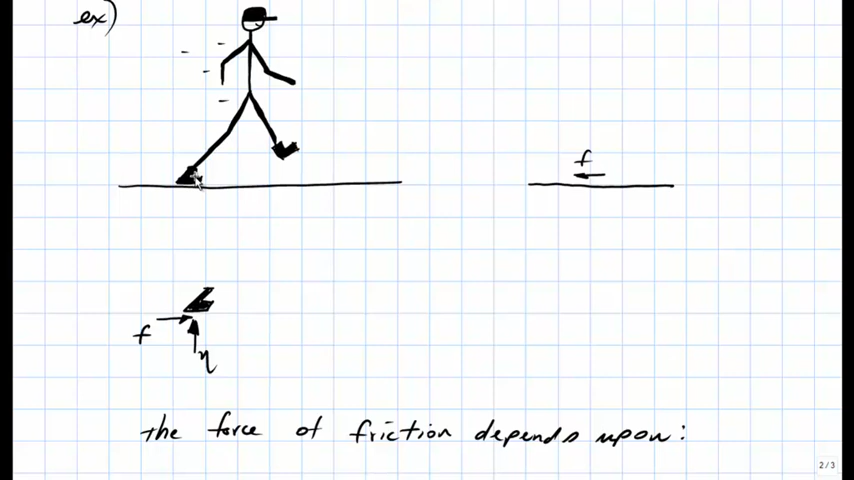 ex)
f
f
η
the force of friction depends upon:
2/3